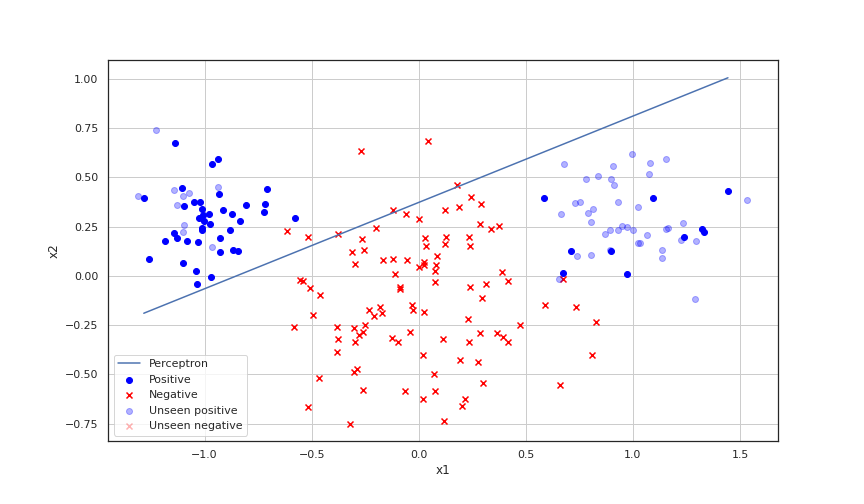 1.00
0.75
0.50
0.25
0.00
−0.25
−0.50
−0.75
x2
Perceptron
Positive
Negative
Unseen positive
Unseen negative
−1.0
−0.5
0.0
0.5
1.0
1.5
x1